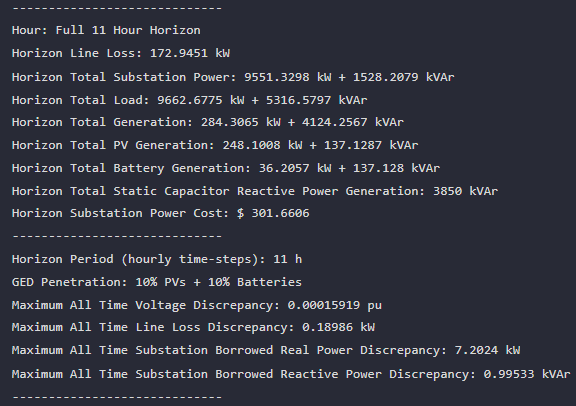 -----------------------------
Hour: Full 11 Hour Horizon
Horizon Line Loss: 172.9451 kW
Horizon Total Substation Power: 9551.3298 kW + 1528.2079 kVAr
Horizon Total Load: 9662.6775 kW + 5316.5797 kVAr
Horizon Total Generation: 284.3065 kW + 4124.2567 kVAr
Horizon Total PV Generation: 248.1008 kW + 137.1287 kVAr
Horizon Total Battery Generation: 36.2057 kW + 137.128 kVAr
Horizon Total Static Capacitor Reactive Power Generation: 3850 kVAr
Horizon Substation Power Cost: $ 301.6606
-----------------------------
Horizon Period (hourly time-steps): 11 h
GED Penetration: 10% PVs + 10% Batteries
Maximum All Time Voltage Discrepancy: 0.00015919 pu
Maximum All Time Line Loss Discrepancy: 0.18986 kW
Maximum All Time Substation Borrowed Real Power Discrepancy: 7.2024 kW
Maximum All Time Substation Borrowed Reactive Power Discrepancy: 0.99533 kVAr
-----------------------------